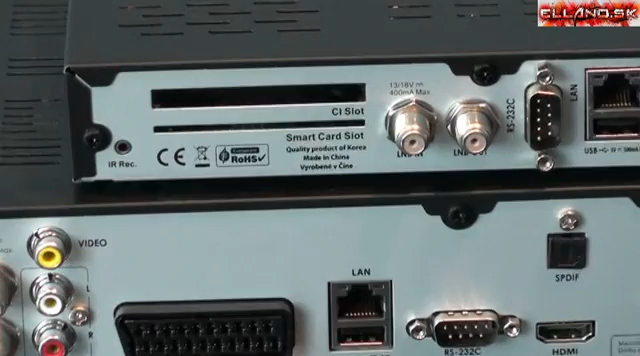 ELLANO.SK
13/18V
400mA Max
CI Slot
Smart Card Slot
IR Rec.
CE
RoHS
Quality product of Korea
Made in China
Vyrobené v Číne
LNB IN
LNB OUT
RS-232C
LAN
USB
VIDEO
L
R
LAN
RS-232C
SPDIF
HDMI